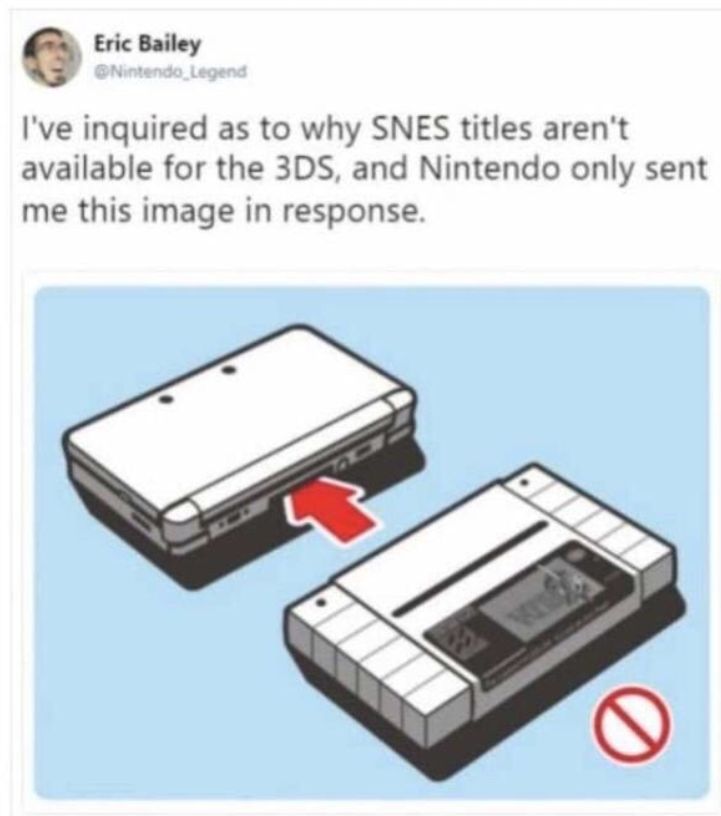 Eric Bailey
@Nintendo_Legend
I've inquired as to why SNES titles aren't
available for the 3DS, and Nintendo only sent
me this image in response.